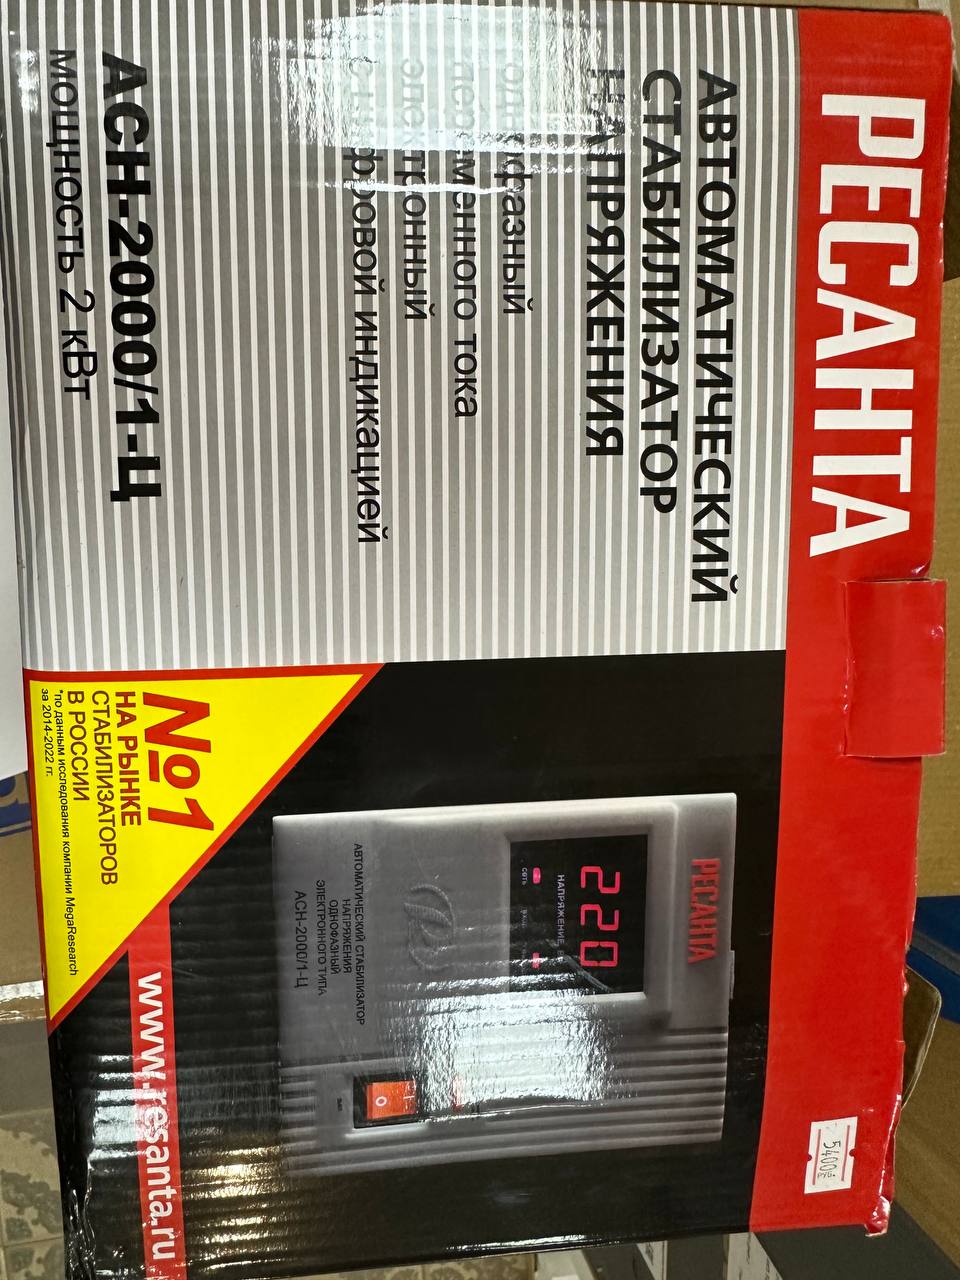 РЕСАНТА
АВТОМАТИЧЕСКИЙ
СТАБИЛИЗАТОР
НАПРЯЖЕНИЯ
однофазный
переменного тока
электронный
с цифровой индикацией
АСН-2000/1-Ц
мощность 2 кВт
№1
НА РЫНКЕ
СТАБИЛИЗАТОРОВ
В РОССИИ
*по данным исследования компании MegaResearch
за 2014-2022 гг.
РЕСАНТА
220
НАПРЯЖЕНИЕ
сеть
АВТОМАТИЧЕСКИЙ СТАБИЛИЗАТОР
НАПРЯЖЕНИЯ
ОДНОФАЗНЫЙ
ЭЛЕКТРОННОГО ТИПА
АСН-2000/1-Ц
www.resanta.ru
5400